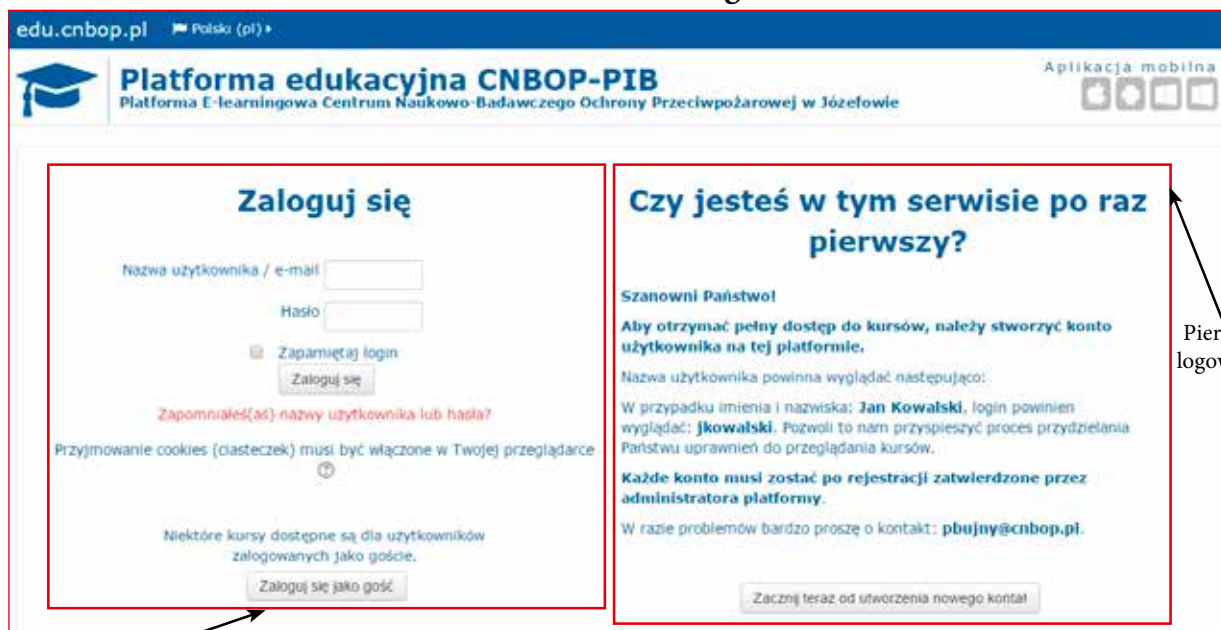 edu.cnbop.pl Polski (pl)
Platforma edukacyjna CNBOP-PIB
Platforma E-learningowa Centrum Naukowo-Badawczego Ochrony Przeciwpożarowej w Józefowie
Aplikacja mobilna
Zaloguj się
Nazwa użytkownika / e-mail
Hasło
Zapamiętaj login
Zaloguj się
Zapomniałeś(aś) nazwy użytkownika lub hasła?
Przyjmowanie cookies (ciasteczek) musi być włączone w Twojej przeglądarce
Niektóre kursy dostępne są dla użytkowników
zalogowanych jako goście.
Zaloguj się jako gość
Czy jesteś w tym serwisie po raz
pierwszy?
Szanowni Państwo!
Aby otrzymać pełny dostęp do kursów, należy stworzyć konto
użytkownika na tej platformie.
Nazwa użytkownika powinna wyglądać następująco:
W przypadku imienia i nazwiska: Jan Kowalski, login powinien
wyglądać: jkowalski. Pozwoli to nam przyspieszyć proces przydzielania
Państwu uprawnień do przeglądania kursów.
Każde konto musi zostać po rejestracji zatwierdzone przez
administratora platformy.
W razie problemów bardzo proszę o kontakt: pbujny@cnbop.pl.
Zacznij teraz od utworzenia nowego konta!
Pier
logow